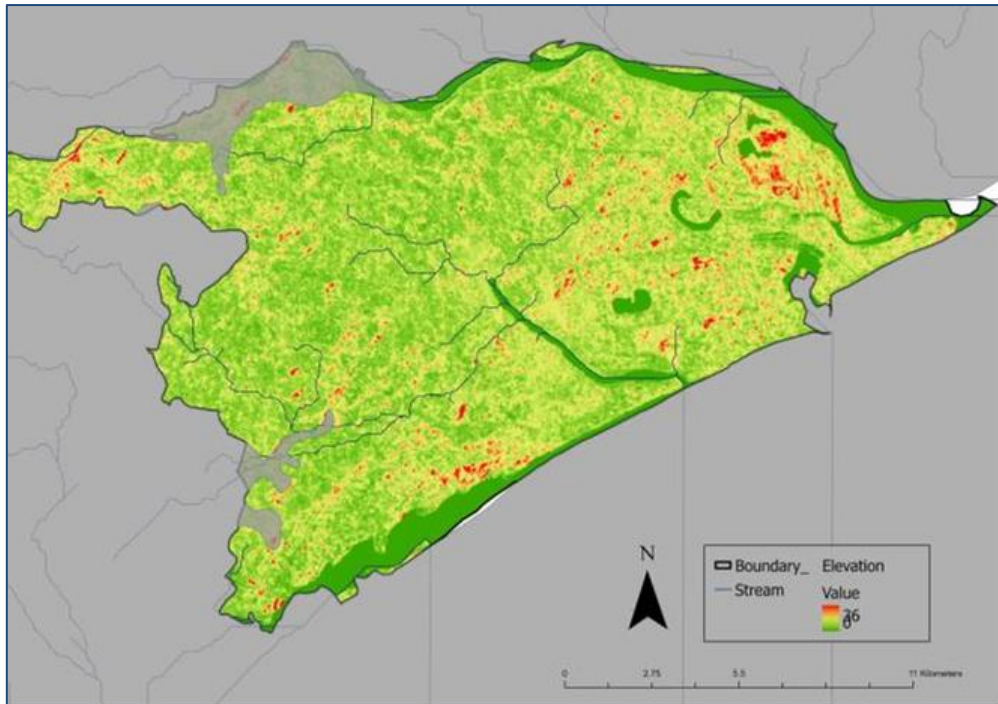 N
Boundary_ Elevation
Stream Value
26
0
0 2.75 5.5 11 Kilometers